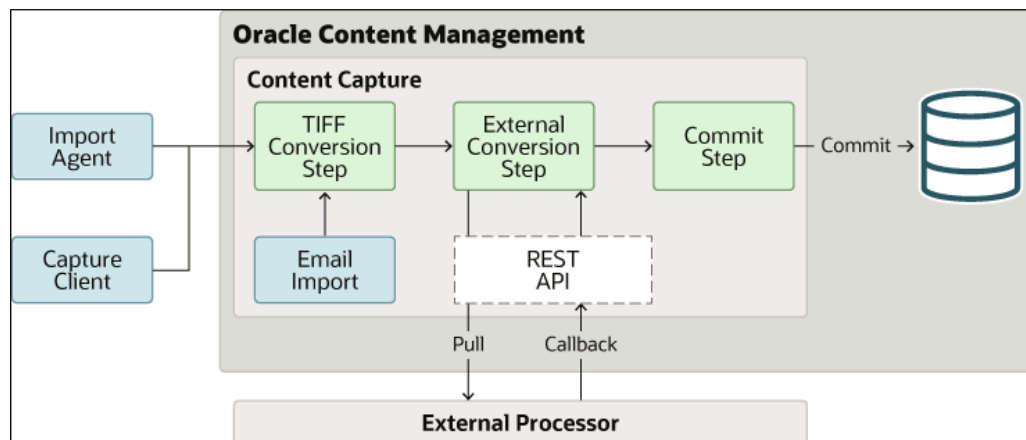 Oracle Content Management
Content Capture
Import
Agent
TIFF
Conversion
Step
External
Conversion
Step
Commit
Step
Commit
Capture
Client
Email
Import
REST
API
Pull
Callback
External Processor